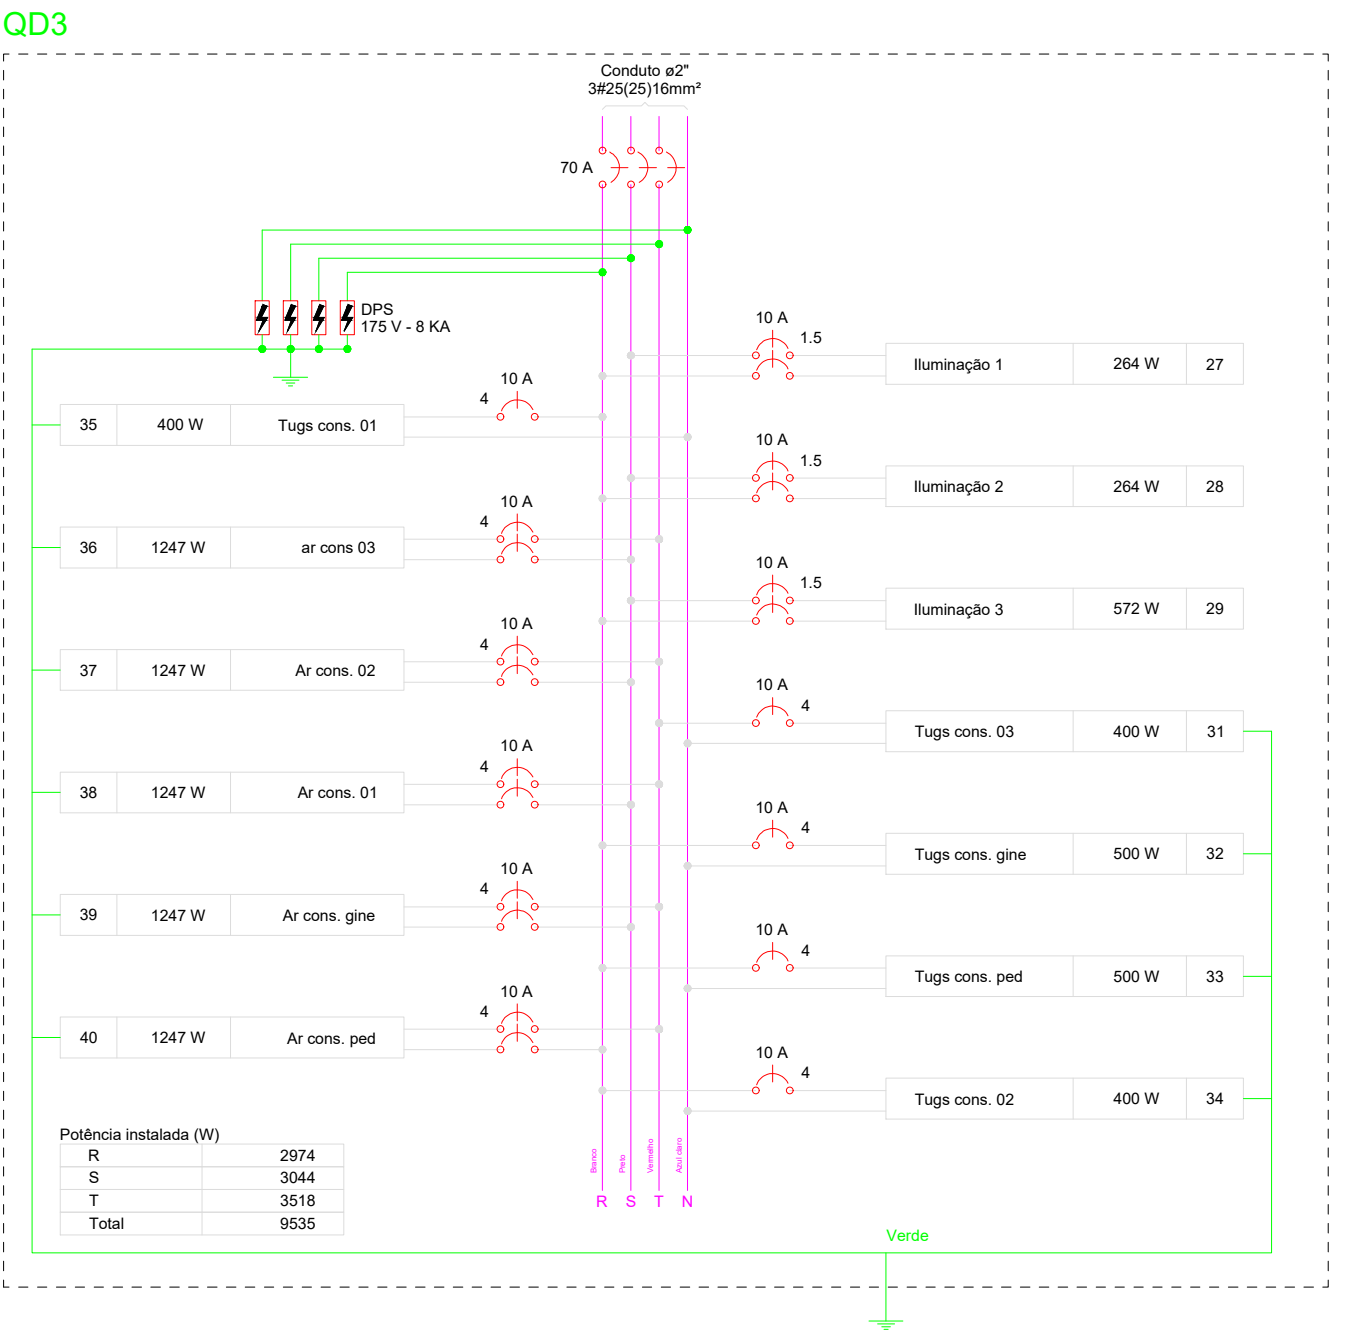 QD3
Conduto ø2"
3#25(25)16mm²
70 A
DPS
175 V - 8 KA
10 A
1.5
Iluminação 1 264 W 27
10 A
4
35 400 W Tugs cons. 01
10 A
1.5
Iluminação 2 264 W 28
10 A
4
36 1247 W ar cons 03
10 A
1.5
Iluminação 3 572 W 29
10 A
4
37 1247 W Ar cons. 02
10 A
4
Tugs cons. 03 400 W 31
10 A
4
38 1247 W Ar cons. 01
10 A
4
Tugs cons. gine 500 W 32
10 A
4
39 1247 W Ar cons. gine
10 A
4
Tugs cons. ped 500 W 33
10 A
4
40 1247 W Ar cons. ped
10 A
4
Tugs cons. 02 400 W 34
Potência instalada (W)
R 2974
S 3044
T 3518
Total 9535
Branco
Preto
Vermelho
Azul claro
R S T N
Verde